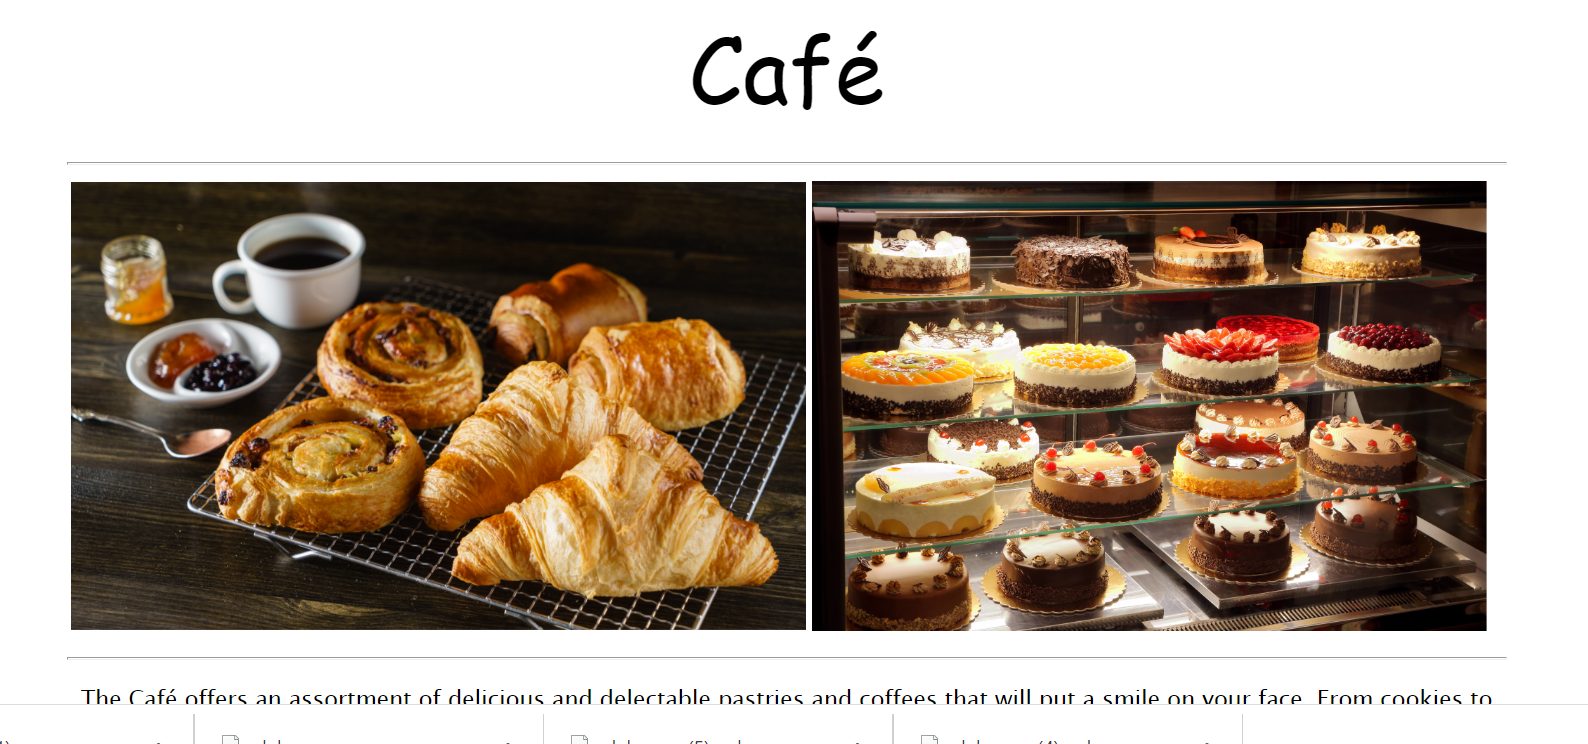 Café
The Café offers an assortment of delicious and delectable pastries and coffees that will put a smile on your face. From cookies to